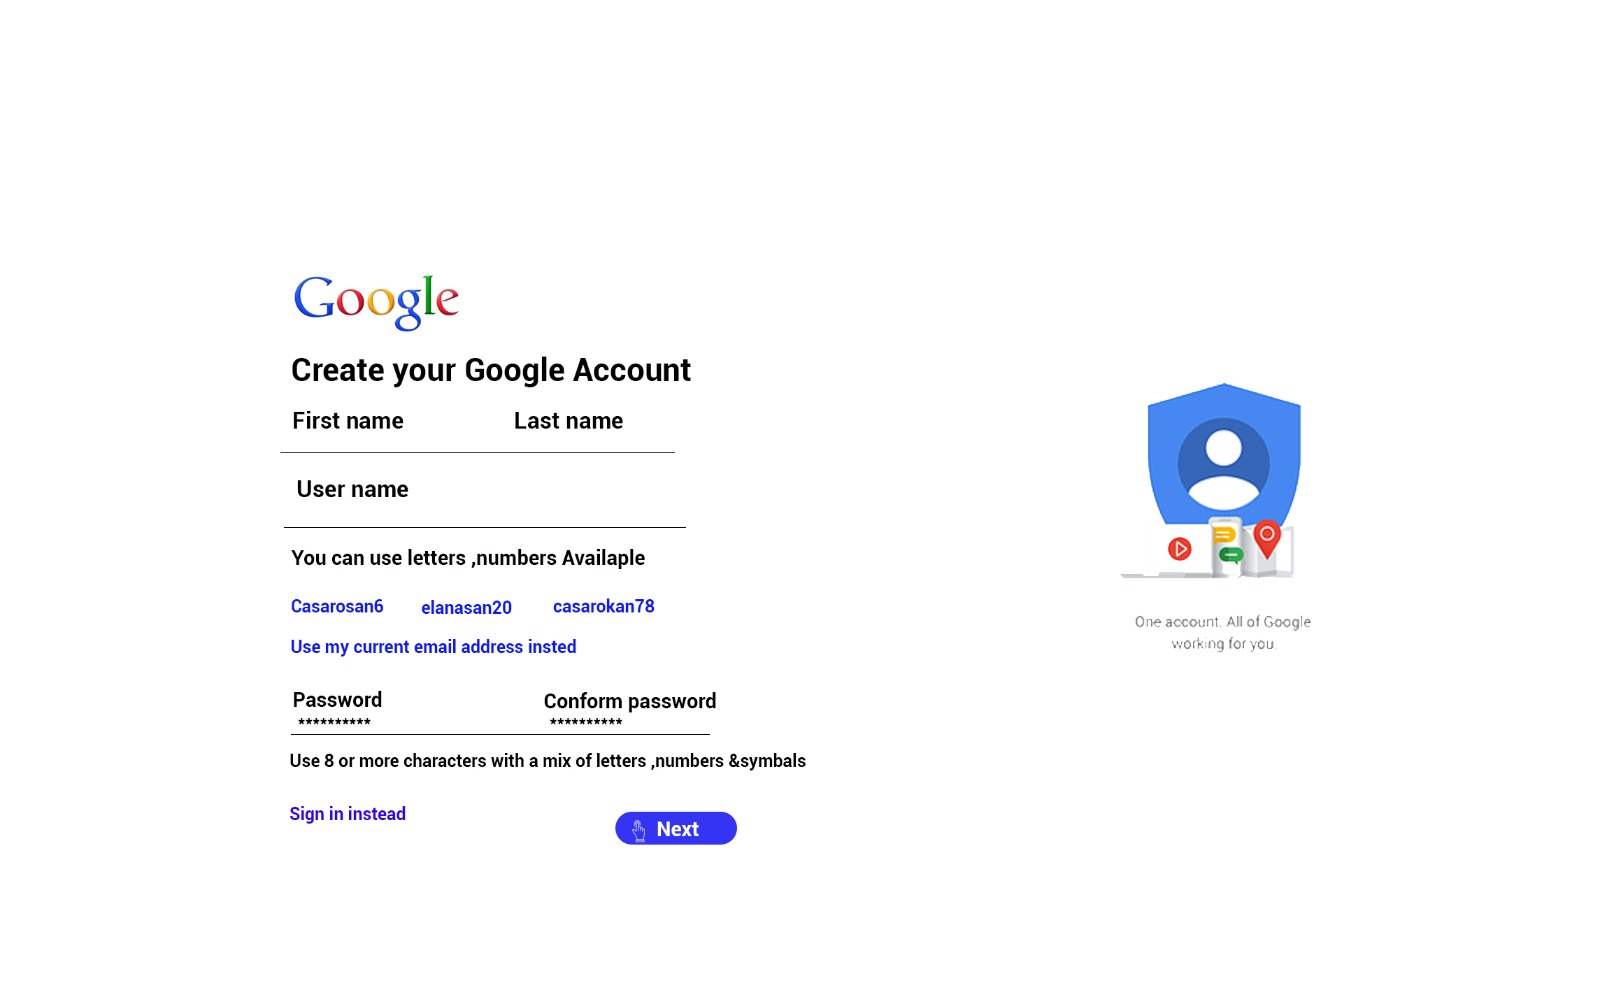 Google
Create your Google Account
First name Last name
User name
You can use letters ,numbers Availaple
Casarosan6 elanasan20 casarokan78
Use my current email address insted
Password Conform password
********** **********
Use 8 or more characters with a mix of letters ,numbers &symbals
Sign in instead
Next
One account. All of Google
working for you.